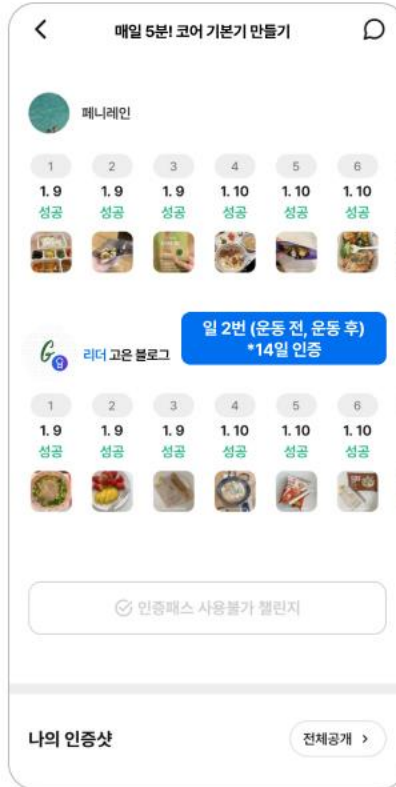 매일 5분! 코어 기본기 만들기
페니레인
1 2 3 4 5 6
1. 9 1. 9 1. 9 1. 10 1. 10 1. 10
성공 성공 성공 성공 성공 성공
일 2번 (운동 전, 운동 후)
*14일 인증
리더 고은 블로그
1 2 3 4 5 6
1. 9 1. 9 1. 9 1. 10 1. 10 1. 10
성공 성공 성공 성공 성공 성공
인증패스 사용불가 챌린지
나의 인증샷
전체공개 >